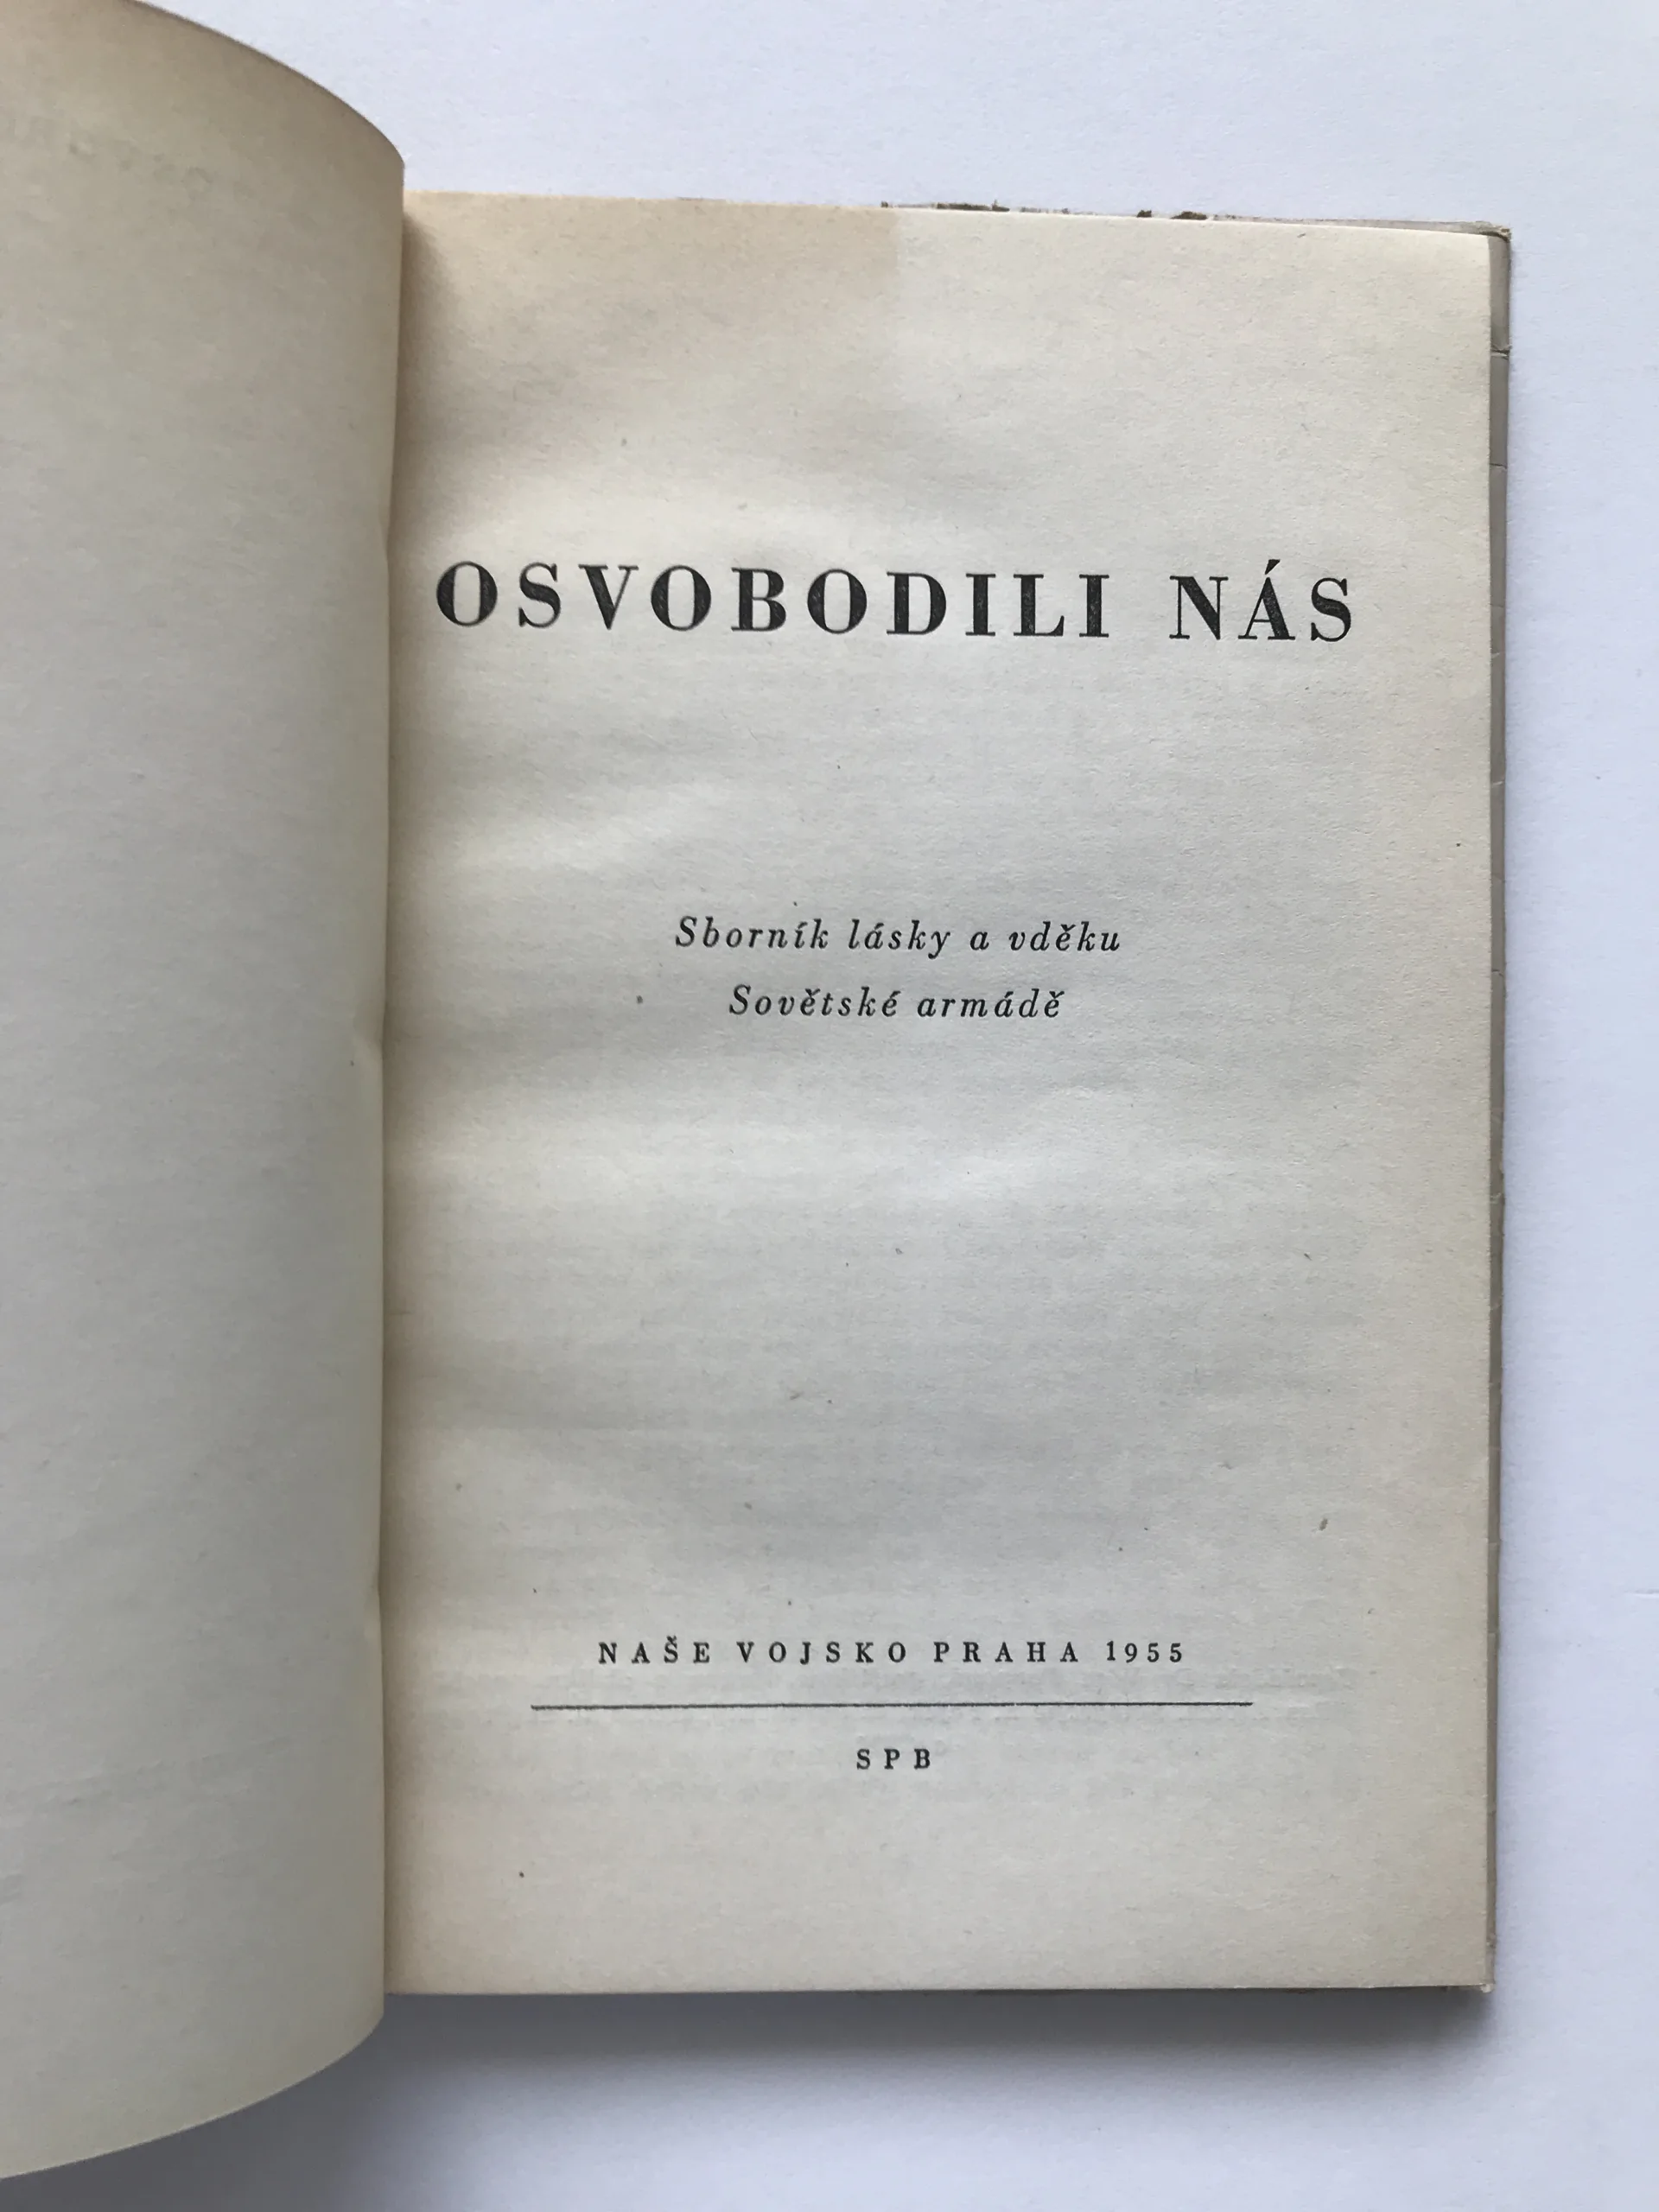 OSVOBODILI NÁS
Sborník lásky a vděku
Sovětské armádě
NAŠE VOJSKO PRAHA 1955
SPB